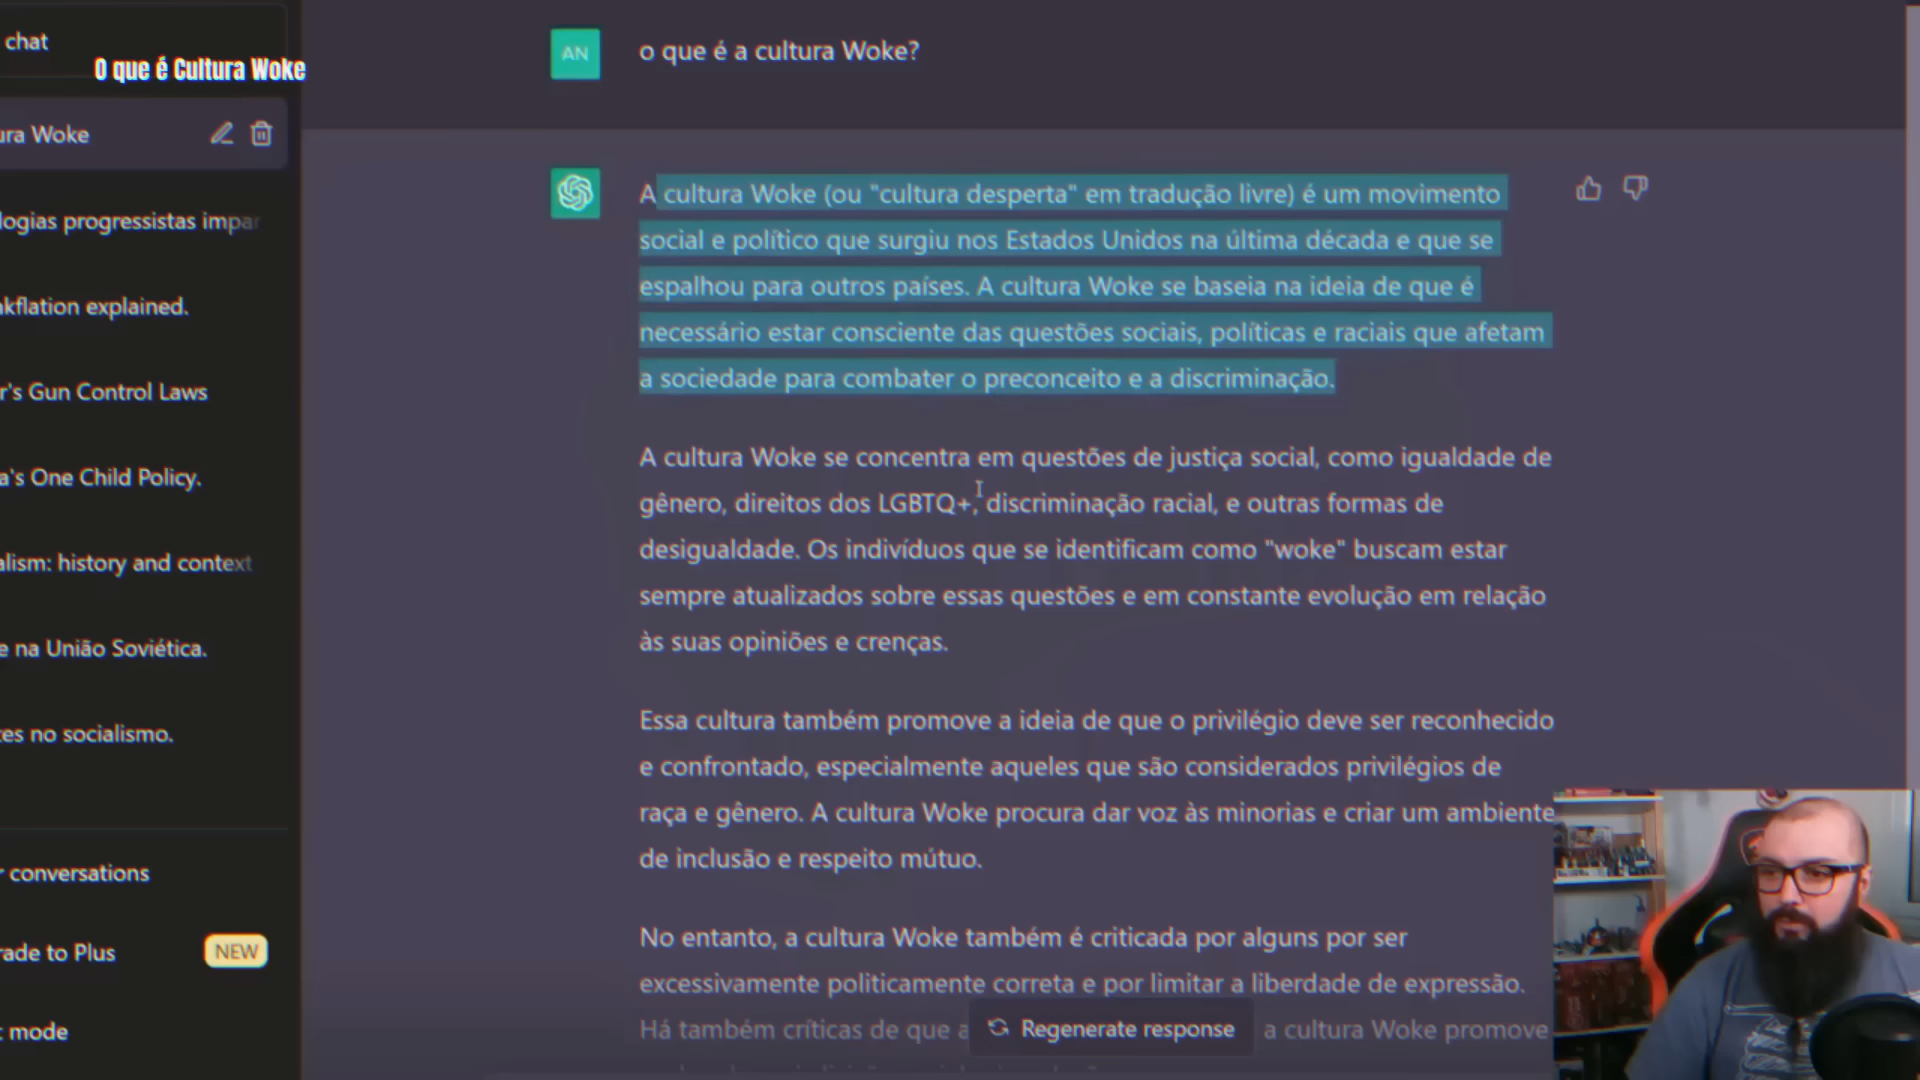 chat
O que é Cultura Woke
ura Woke
logias progressistas impar
akflation explained.
r's Gun Control Laws
a's One Child Policy.
alism: history and context
e na União Soviética.
tes no socialismo.
r conversations
rade to Plus
NEW
t mode
AN
o que é a cultura Woke?
A cultura Woke (ou "cultura desperta" em tradução livre) é um movimento
social e político que surgiu nos Estados Unidos na última década e que se
espalhou para outros países. A cultura Woke se baseia na ideia de que é
necessário estar consciente das questões sociais, políticas e raciais que afetam
a sociedade para combater o preconceito e a discriminação.
A cultura Woke se concentra em questões de justiça social, como igualdade de
gênero, direitos dos LGBTQ+, discriminação racial, e outras formas de
desigualdade. Os indivíduos que se identificam como "woke" buscam estar
sempre atualizados sobre essas questões e em constante evolução em relação
às suas opiniões e crenças.
Essa cultura também promove a ideia de que o privilégio deve ser reconhecido
e confrontado, especialmente aqueles que são considerados privilégios de
raça e gênero. A cultura Woke procura dar voz às minorias e criar um ambiente
de inclusão e respeito mútuo.
No entanto, a cultura Woke também é criticada por alguns por ser
excessivamente politicamente correta e por limitar a liberdade de expressão.
Há também críticas de que a
Regenerate response
a cultura Woke promove